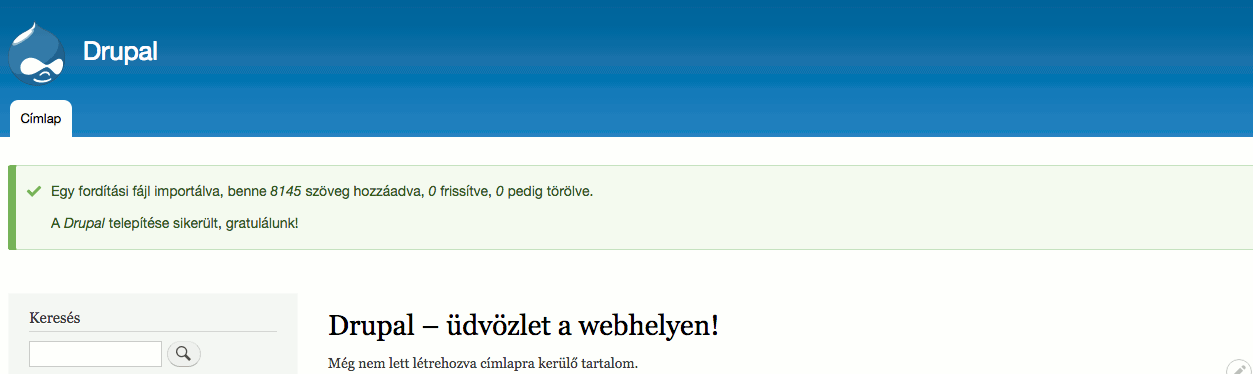 Drupal
Címlap
Egy fordítási fájl importálva, benne 8145 szöveg hozzáadva, 0 frissítve, 0 pedig törölve.
A Drupal telepítése sikerült, gratulálunk!
Keresés
Drupal – üdvözlet a webhelyen!
Még nem lett létrehozva címlapra kerülő tartalom.